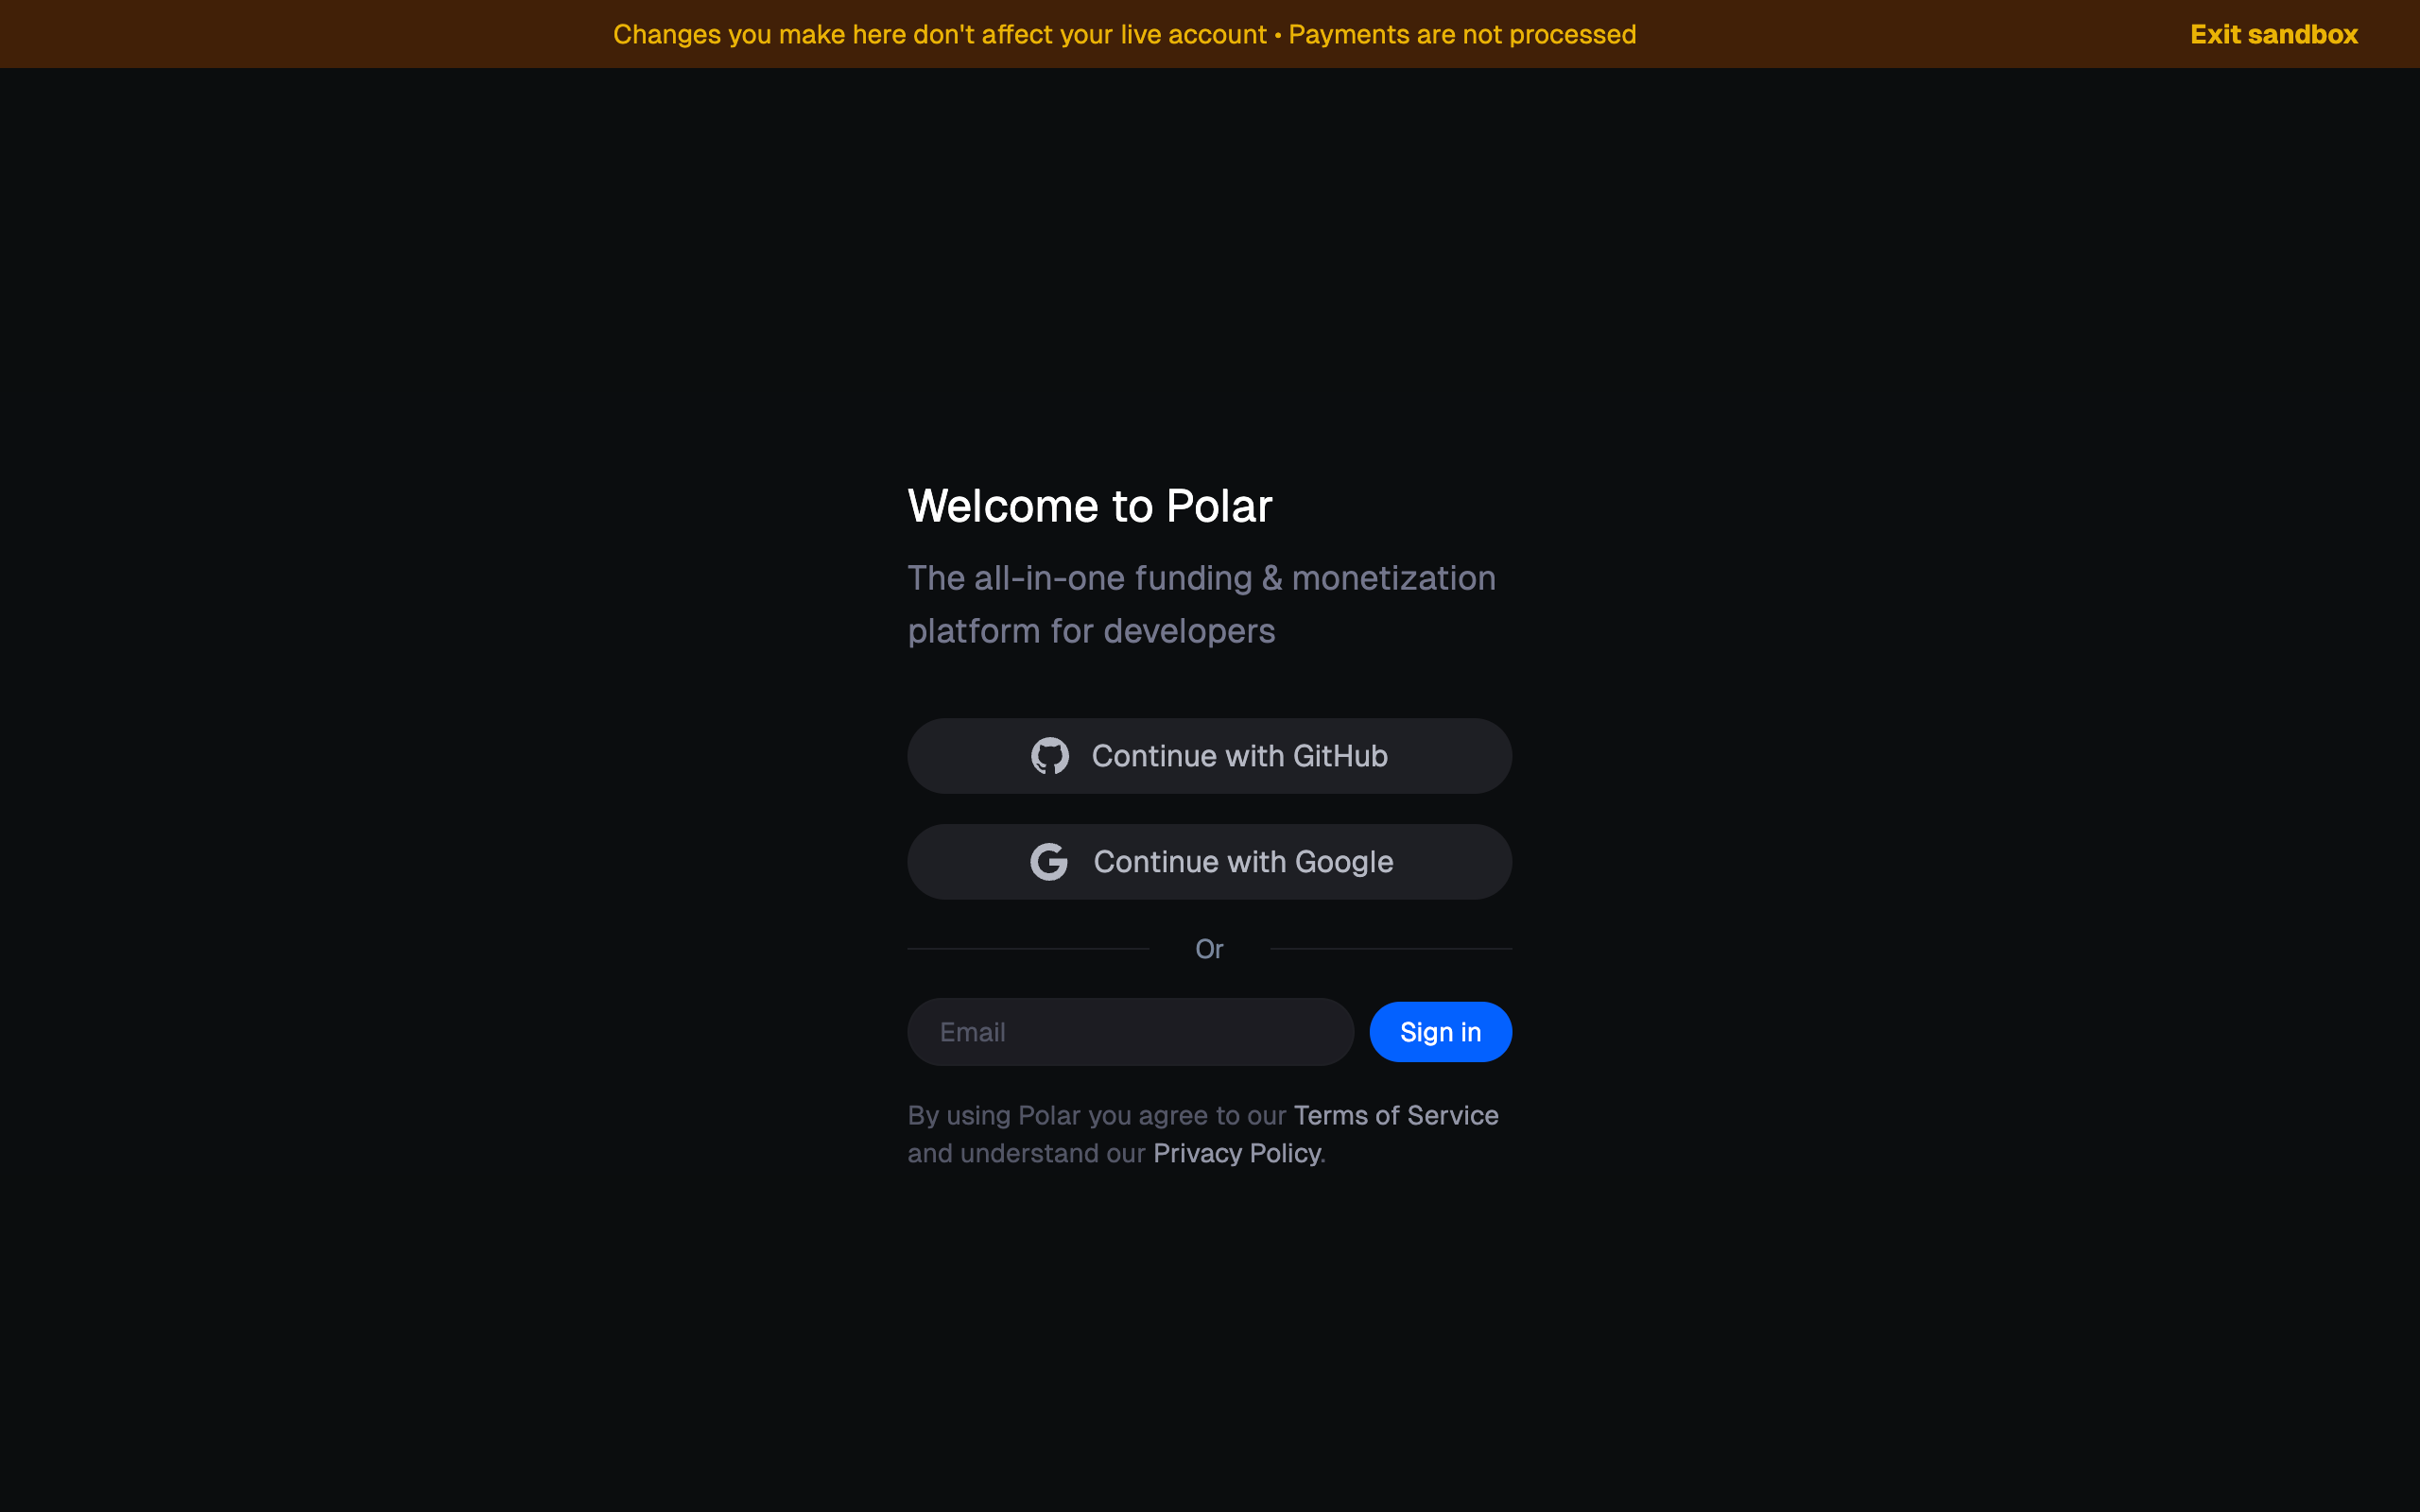 Changes you make here don't affect your live account • Payments are not processed
Exit sandbox
Welcome to Polar
The all-in-one funding & monetization
platform for developers
Continue with GitHub
Continue with Google
Or
Email
Sign in
By using Polar you agree to our Terms of Service
and understand our Privacy Policy.